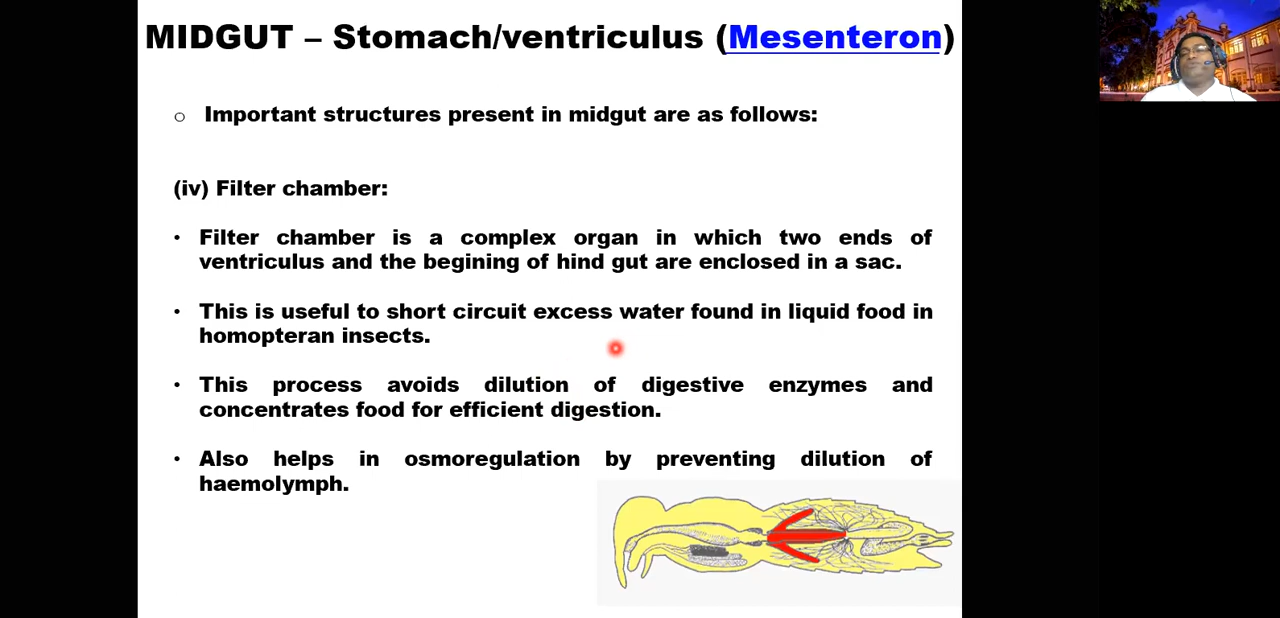 MIDGUT – Stomach/ventriculus (Mesenteron)
o Important structures present in midgut are as follows:
(iv) Filter chamber:
• Filter chamber is a complex organ in which two ends of
ventriculus and the begining of hind gut are enclosed in a sac.
• This is useful to short circuit excess water found in liquid food in
homopteran insects.
• This process avoids dilution of digestive enzymes and
concentrates food for efficient digestion.
• Also helps in osmoregulation by preventing dilution of
haemolymph.